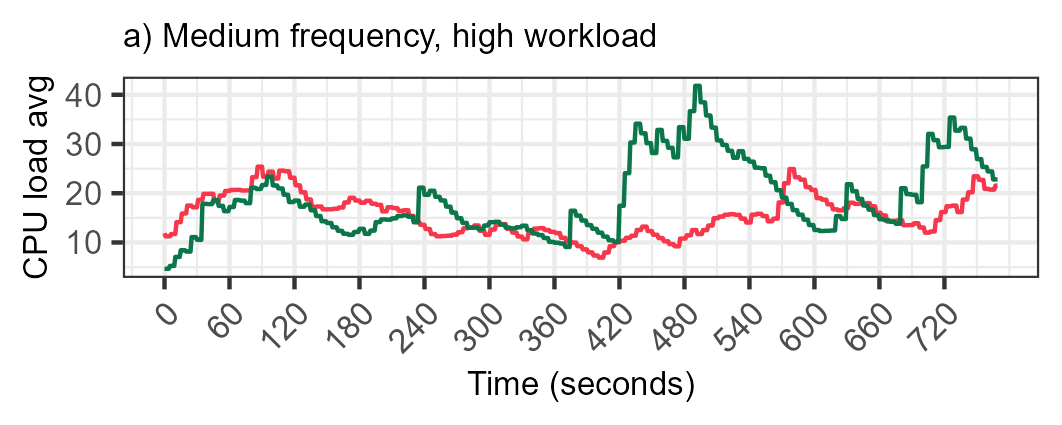 a) Medium frequency, high workload
CPU load avg
40
30
20
10
0 60 120 180 240 300 360 420 480 540 600 660 720
Time (seconds)